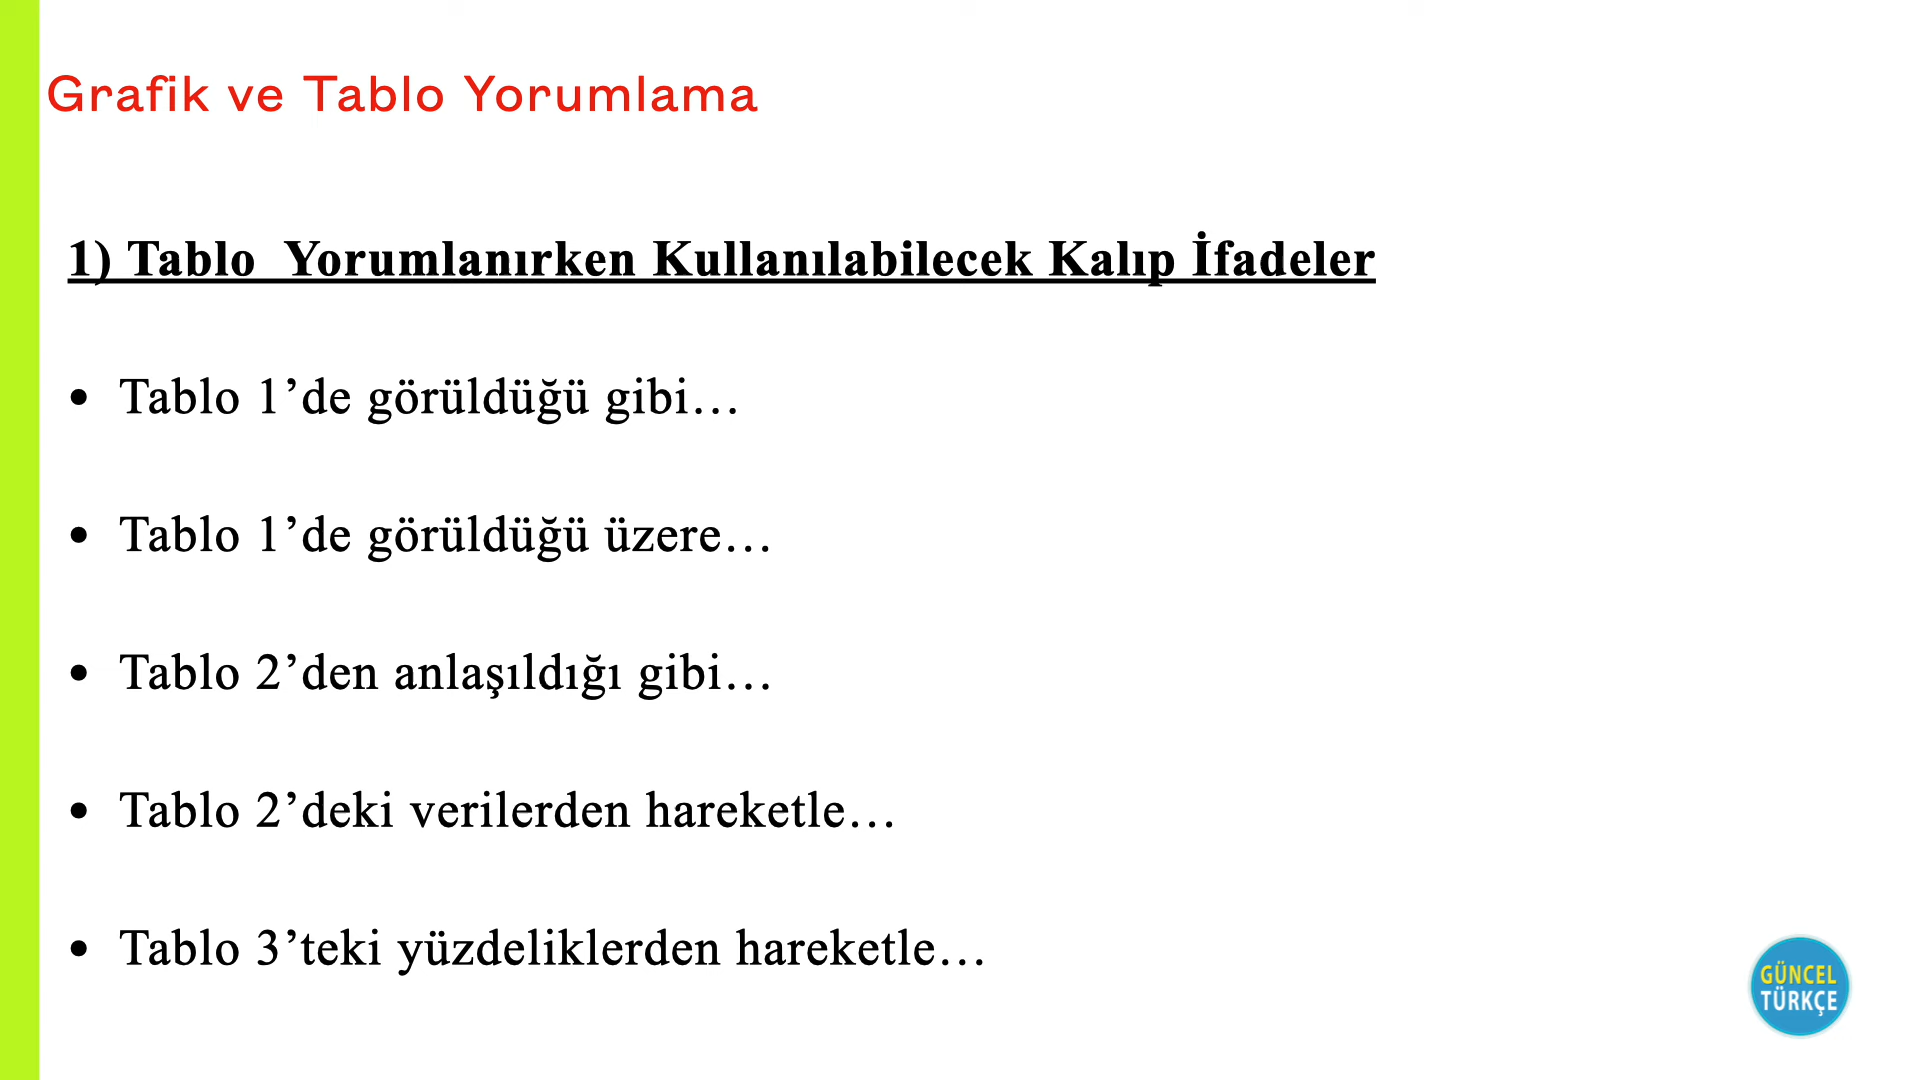 Grafik ve Tablo Yorumlama
1) Tablo  Yorumlanırken Kullanılabilecek Kalıp İfadeler
• Tablo 1’de görüldüğü gibi…
• Tablo 1’de görüldüğü üzere…
• Tablo 2’den anlaşıldığı gibi…
• Tablo 2’deki verilerden hareketle…
• Tablo 3’teki yüzdeliklerden hareketle…
GÜNCEL
TÜRKÇE